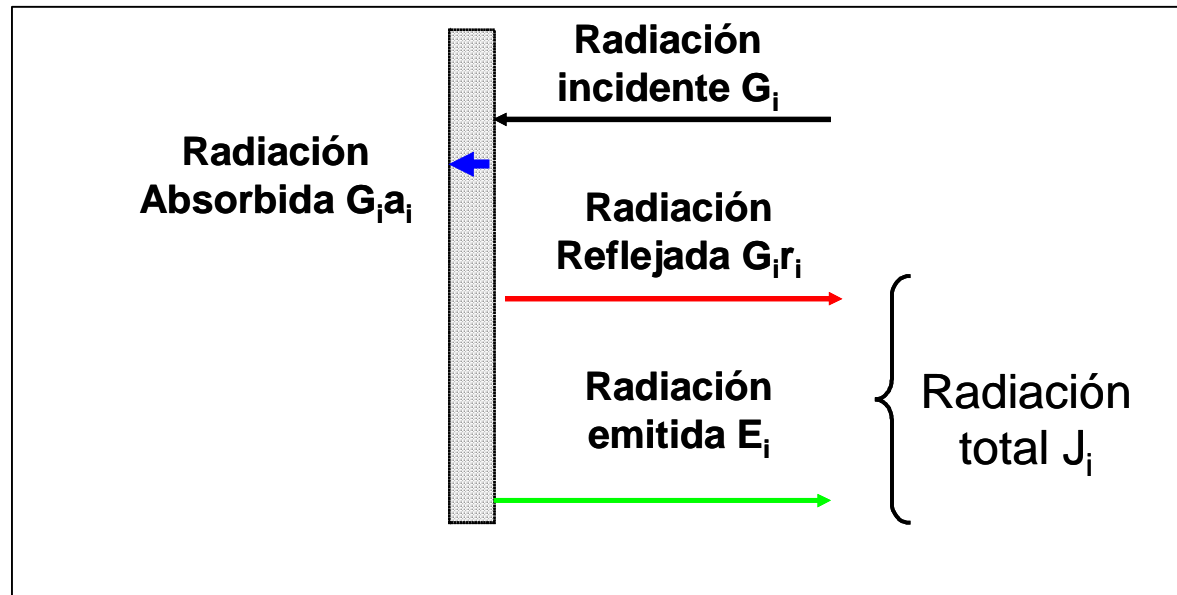 Radiación
incidente Gᵢ
Radiación
Absorbida Gᵢaᵢ
Radiación
Reflejada Gᵢrᵢ
Radiación
emitida Eᵢ
Radiación
total Jᵢ